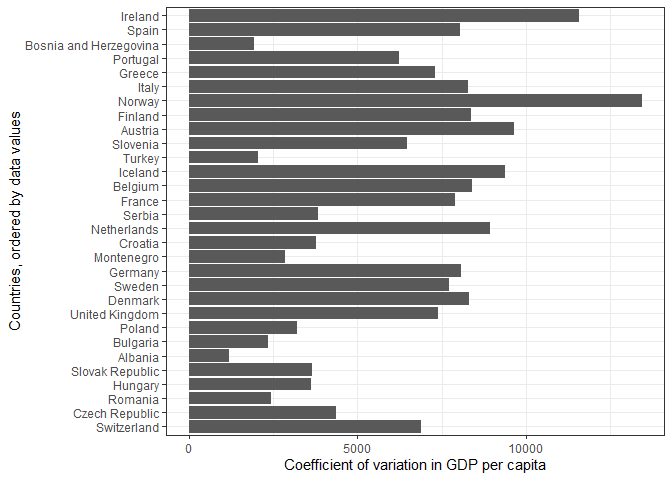 Ireland
Spain
Bosnia and Herzegovina
Portugal
Greece
Italy
Norway
Finland
Austria
Slovenia
Turkey
Iceland
Belgium
France
Serbia
Netherlands
Croatia
Montenegro
Germany
Sweden
Denmark
United Kingdom
Poland
Bulgaria
Albania
Slovak Republic
Hungary
Romania
Czech Republic
Switzerland
Countries, ordered by data values
0 5000 10000
Coefficient of variation in GDP per capita